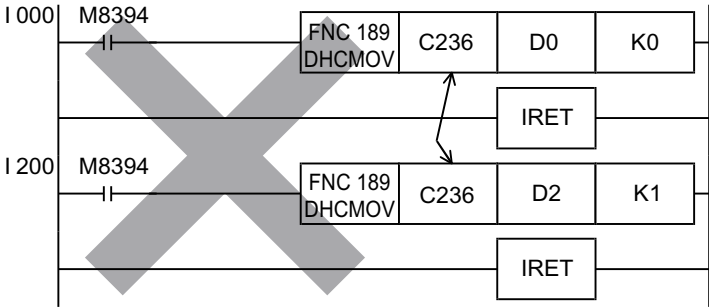 I 000 M8394 FNC 189 DHCMOV C236 D0 K0
IRET
I 200 M8394 FNC 189 DHCMOV C236 D2 K1
IRET